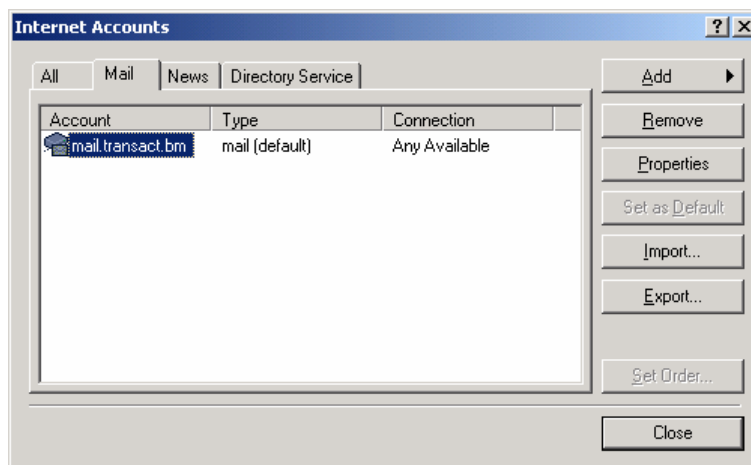 Internet Accounts
All Mail News Directory Service
Add
Account Type Connection
Remove
mail.transact.bm mail (default) Any Available
Properties
Set as Default
Import...
Export...
Set Order...
Close